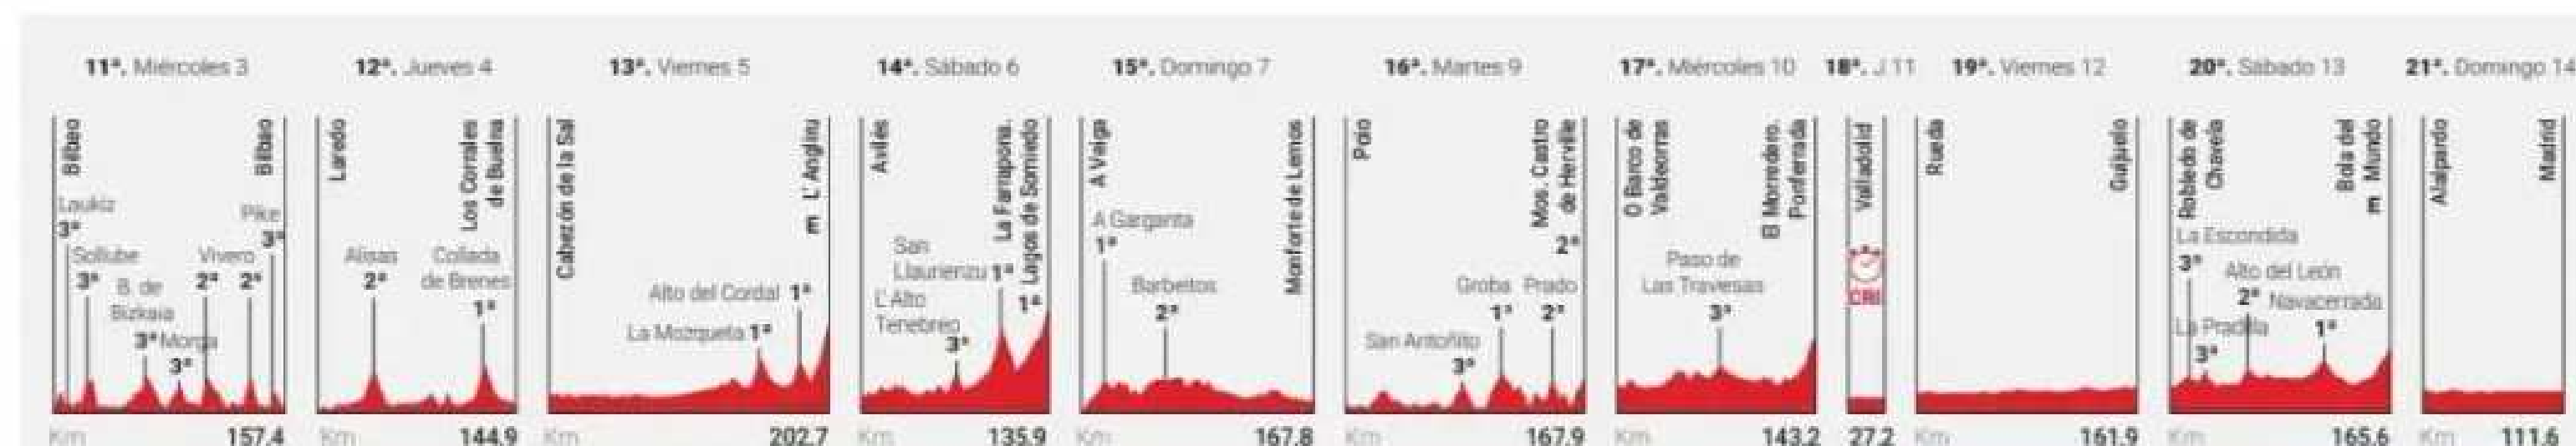 11ª. Miércoles 3
Bilbao
Bilbao
Laukiz
3ª
Sollube
3ª
B. de
Bizkaia
3ª
Morga
3ª
Vivero
2ª 2ª
Pike
3ª
Km 157.4
12ª. Jueves 4
Laredo
Los Corrales
de Buelna
Alisas
2ª
Collada
de Brenes
1ª
Km 144.9
13ª. Viernes 5
Cabezón de la Sal
L'Angliru
La Mozqueta 1ª
Alto del Cordal 1ª
Km 202.7
14ª. Sábado 6
Avilés
La Farrapona.
Lagos de Somiedo
1ª
L'Alto
Tenebreo
3ª
San
Llaurienzu 1ª
Km 135.9
15ª. Domingo 7
A Veiga
Monforte de Lemos
A Garganta
1ª
Barbeitos
2ª
Km 167.8
16ª. Martes 9
Poio
Mos. Castro
de Herville
2ª
San Antoñito
3ª
Groba
1ª
Prado
2ª
Km 167.9
17ª. Miércoles 10
O Barco de
Valdeorras
El Morredero.
Ponferrada
Paso de
Las Travesas
3ª
Km 143.2
18ª. J 11
Valladolid
CRI
27.2
19ª. Viernes 12
Rueda
Guijuelo
Km 161.9
20ª. Sábado 13
Robledo de
Chavela
Bola del
Mundo
La Escondida
3ª
La Pradilla
3ª
Alto del León
2ª
Navacerrada
1ª
Km 165.6
21ª. Domingo 14
Alalpardo
Madrid
Km 111.6